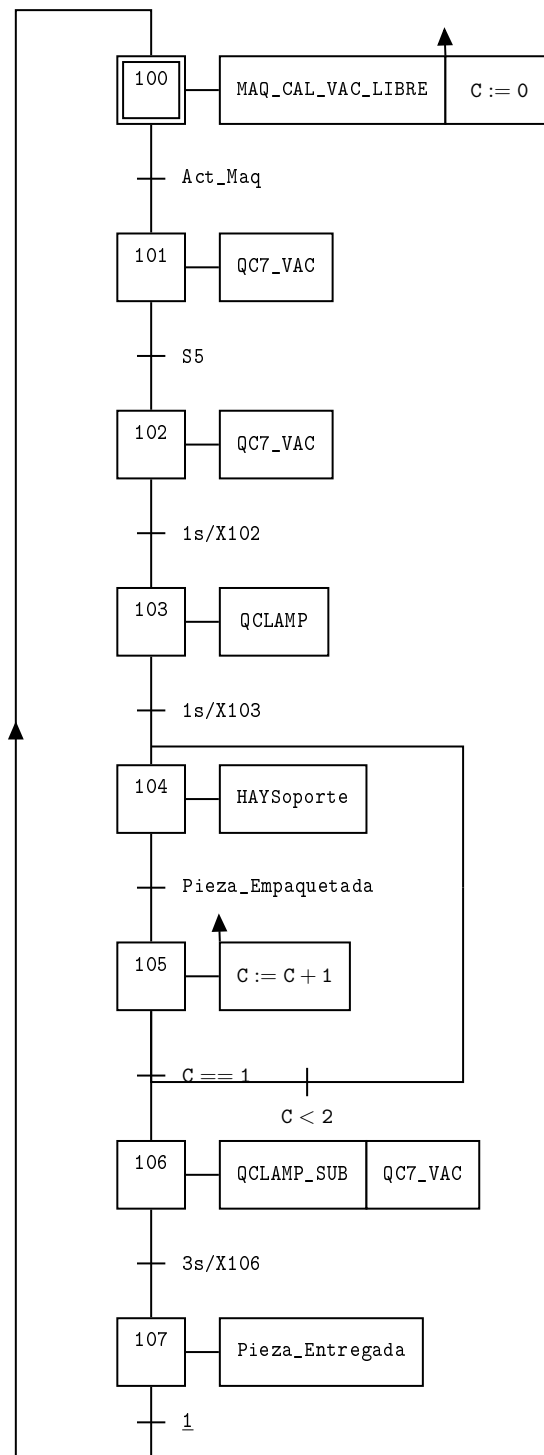 100 MAQ_CAL_VAC_LIBRE C := 0
Act_Maq
101 QC7_VAC
S5
102 QC7_VAC
1s/X102
103 QCLAMP
1s/X103
104 HAYSoporte
Pieza_Empaquetada
105 C := C + 1
C == 1
C < 2
106 QCLAMP_SUB QC7_VAC
3s/X106
107 Pieza_Entregada
1